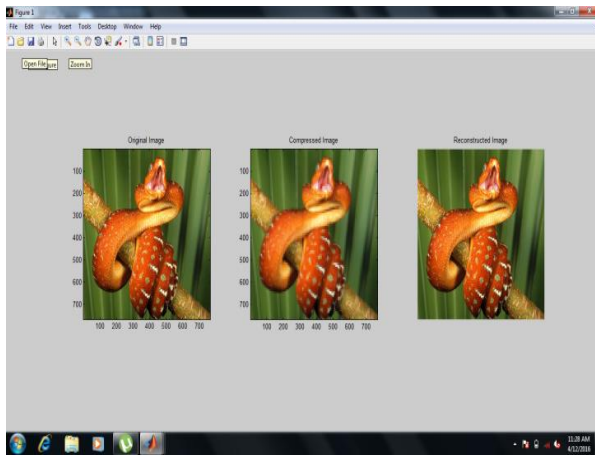 Figure 1
File Edit View Insert Tools Desktop Window Help
Open File ure Zoom In
Original Image Compressed Image Reconstructed Image
100 100
200 200
300 300
400 400
500 500
600 600
700 700
100 200 300 400 500 600 700 100 200 300 400 500 600 700
11:28 AM
4/12/2016